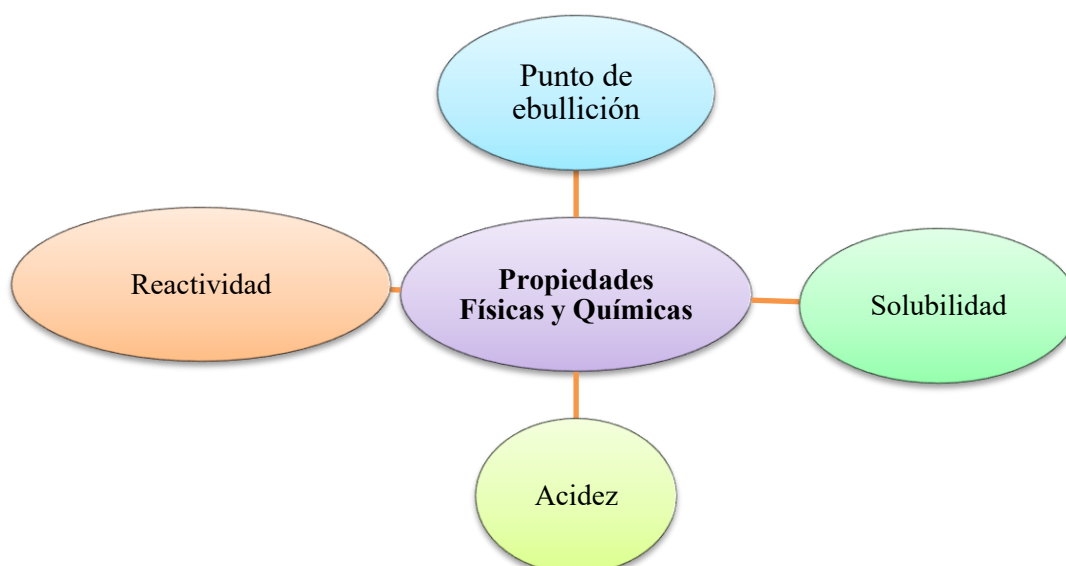 Punto de
ebullición
Reactividad
Propiedades
Físicas y Químicas
Solubilidad
Acidez